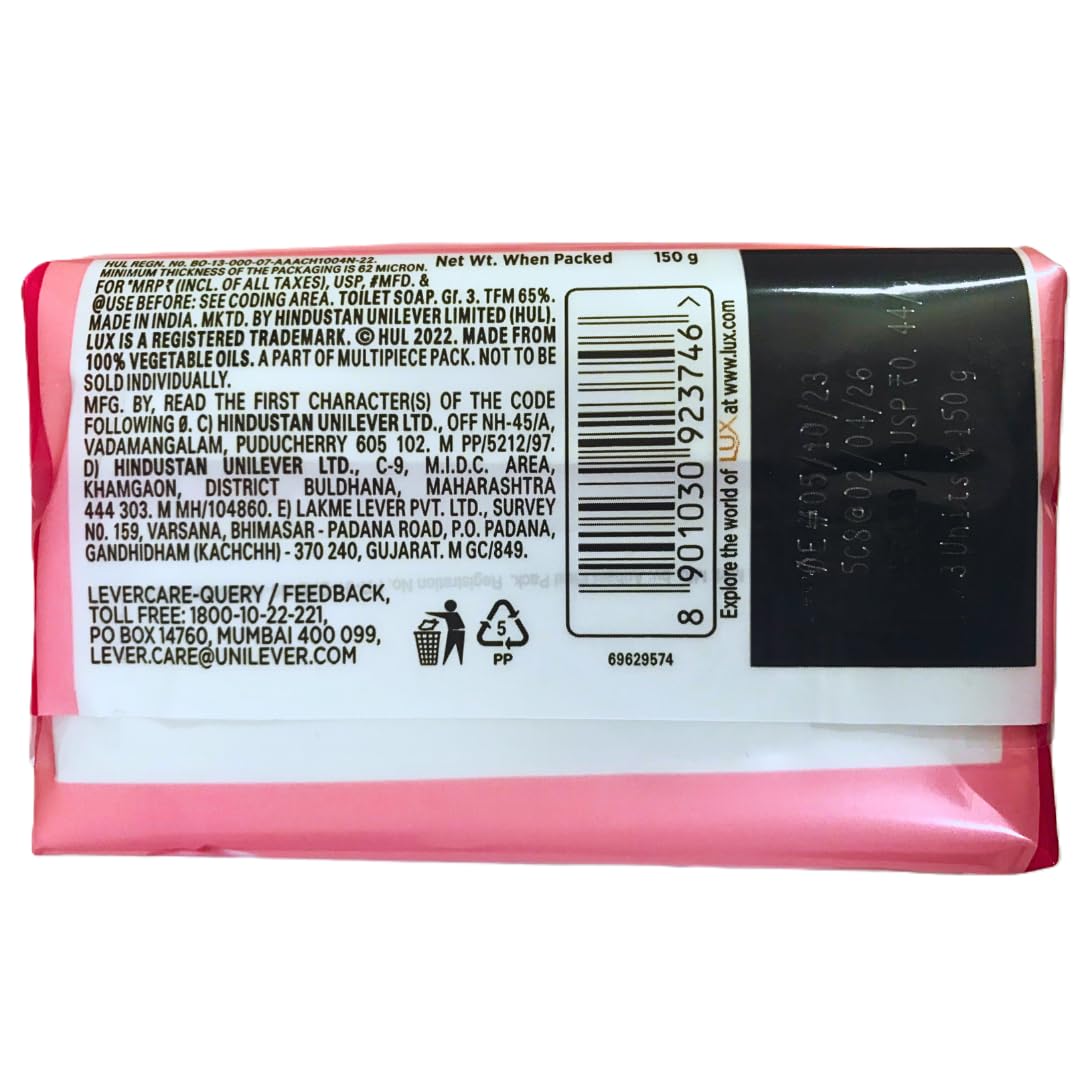 HUL REGN. No. BO-13-000-07-AAACH1004N-22.
MINIMUM THICKNESS OF THE PACKAGING IS 62 MICRON.
FOR *MRP ₹ (INCL. OF ALL TAXES), USP, #MFD. &
@USE BEFORE: SEE CODING AREA. TOILET SOAP. Gr. 3. TFM 65%.
MADE IN INDIA. MKTD. BY HINDUSTAN UNILEVER LIMITED (HUL).
LUX IS A REGISTERED TRADEMARK. © HUL 2022. MADE FROM
100% VEGETABLE OILS. A PART OF MULTIPIECE PACK. NOT TO BE
SOLD INDIVIDUALLY.
MFG. BY, READ THE FIRST CHARACTER(S) OF THE CODE
FOLLOWING Ø. C) HINDUSTAN UNILEVER LTD., OFF NH-45/A,
VADAMANGALAM, PUDUCHERRY 605 102. M PP/5212/97.
D) HINDUSTAN UNILEVER LTD., C-9, M.I.D.C. AREA,
KHAMGAON, DISTRICT BULDHANA, MAHARASHTRA
444 303. M MH/104860. E) LAKME LEVER PVT. LTD., SURVEY
NO. 159, VARSANA, BHIMASAR - PADANA ROAD, P.O. PADANA,
GANDHIDHAM (KACHCHH) - 370 240, GUJARAT. M GC/849.
LEVERCARE-QUERY / FEEDBACK,
TOLL FREE: 1800-10-22-221,
PO BOX 14760, MUMBAI 400 099,
LEVER.CARE@UNILEVER.COM
5
PP
Net Wt. When Packed 150 g
8 901030 923746 >
69629574
Explore the world of LUX at www.lux.com
#05/10/23
5C8@02/04/26
3Units x 150 g